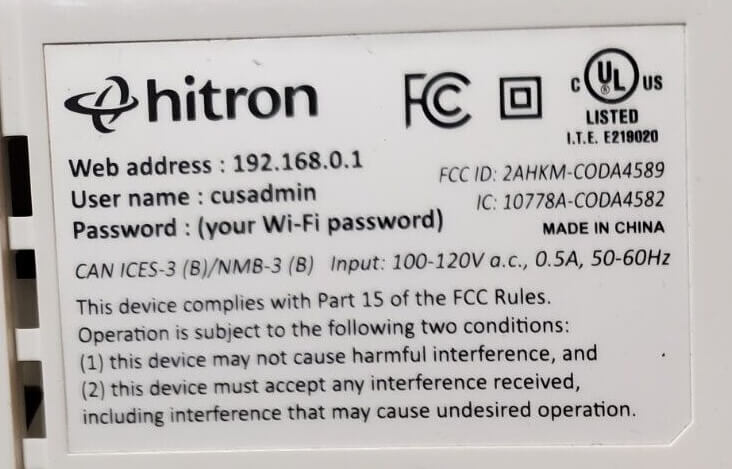 hitron
FC
C UL US
®
LISTED
I.T.E. E219020
Web address : 192.168.0.1
User name : cusadmin
Password : (your Wi-Fi password)
FCC ID: 2AHKM-CODA4589
IC: 10778A-CODA4582
MADE IN CHINA
CAN ICES-3 (B)/NMB-3 (B) Input: 100-120V a.c., 0.5A, 50-60Hz
This device complies with Part 15 of the FCC Rules.
Operation is subject to the following two conditions:
(1) this device may not cause harmful interference, and
(2) this device must accept any interference received,
including interference that may cause undesired operation.